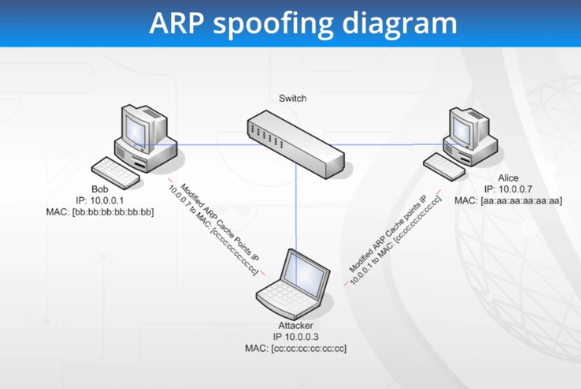 ARP spoofing diagram
Switch
Bob
IP: 10.0.0.1
MAC: [bb:bb:bb:bb:bb:bb]
Alice
IP: 10.0.0.7
MAC: [aa:aa:aa:aa:aa:aa]
Modified ARP Cache Points IP
10.0.0.7 to MAC: [cc:cc:cc:cc:cc:cc]
Modified ARP Cache points IP
10.0.0.1 to MAC: [cc:cc:cc:cc:cc:cc]
Attacker
IP 10.0.0.3
MAC: [cc:cc:cc:cc:cc:cc]